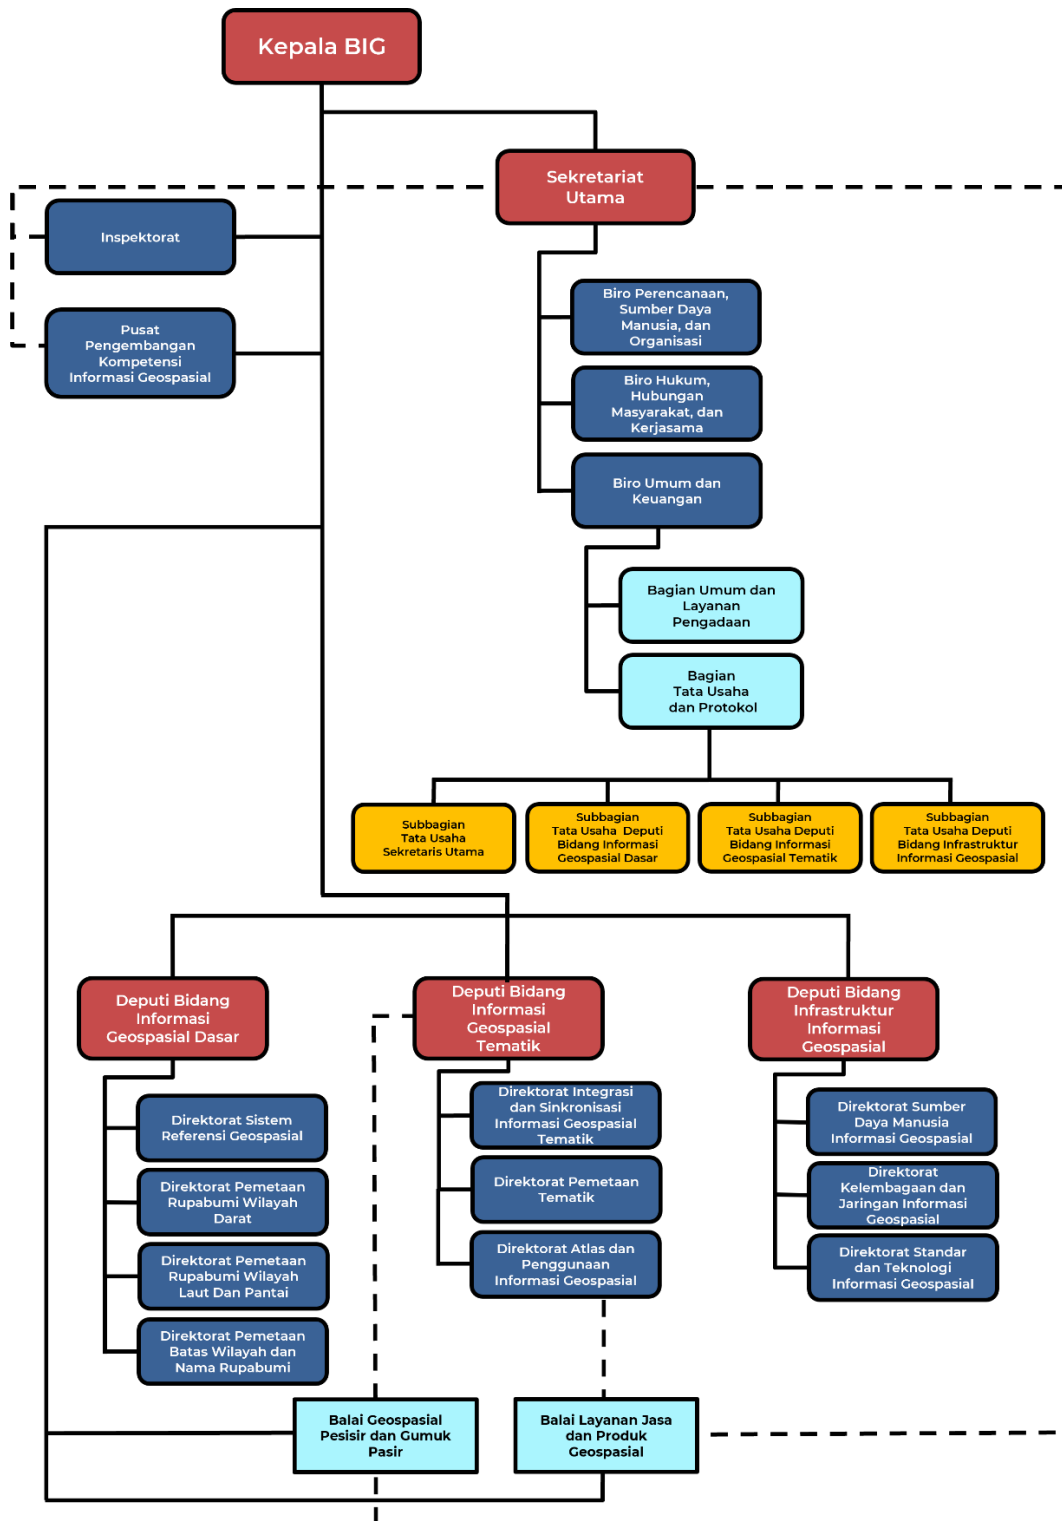 Kepala BIG
Sekretariat
Utama
Inspektorat
Pusat
Pengembangan
Kompetensi
Informasi Geospasial
Biro Perencanaan,
Sumber Daya
Manusia, dan
Organisasi
Biro Hukum,
Hubungan
Masyarakat, dan
Kerjasama
Biro Umum dan
Keuangan
Bagian Umum dan
Layanan
Pengadaan
Bagian
Tata Usaha
dan Protokol
Subbagian
Tata Usaha
Sekretaris Utama
Subbagian
Tata Usaha Deputi
Bidang Informasi
Geospasial Dasar
Subbagian
Tata Usaha Deputi
Bidang Informasi
Geospasial Tematik
Subbagian
Tata Usaha Deputi
Bidang Infrastruktur
Informasi Geospasial
Deputi Bidang
Informasi
Geospasial Dasar
Direktorat Sistem
Referensi Geospasial
Direktorat Pemetaan
Rupabumi Wilayah
Darat
Direktorat Pemetaan
Rupabumi Wilayah
Laut Dan Pantai
Direktorat Pemetaan
Batas Wilayah dan
Nama Rupabumi
Deputi Bidang
Informasi
Geospasial
Tematik
Direktorat Integrasi
dan Sinkronisasi
Informasi Geospasial
Tematik
Direktorat Pemetaan
Tematik
Direktorat Atlas dan
Penggunaan
Informasi Geospasial
Deputi Bidang
Infrastruktur
Informasi
Geospasial
Direktorat Sumber
Daya Manusia
Informasi Geospasial
Direktorat
Kelembagaan dan
Jaringan Informasi
Geospasial
Direktorat Standar
dan Teknologi
Informasi Geospasial
Balai Geospasial
Pesisir dan Gumuk
Pasir
Balai Layanan Jasa
dan Produk
Geospasial